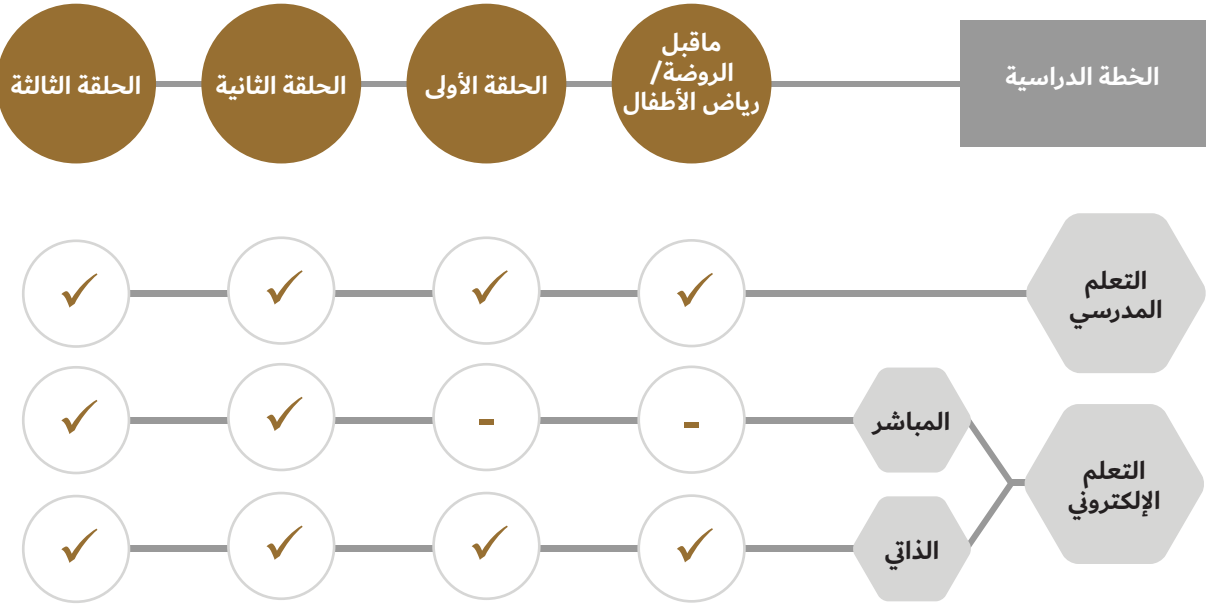 الخطة الدراسية
ماقبل
الروضة/
رياض الأطفال
الحلقة الأولى
الحلقة الثانية
الحلقة الثالثة
التعلم
المدرسي
✓ ✓ ✓ ✓
التعلم
الإلكتروني
المباشر
- - ✓ ✓
الذاتي
✓ ✓ ✓ ✓